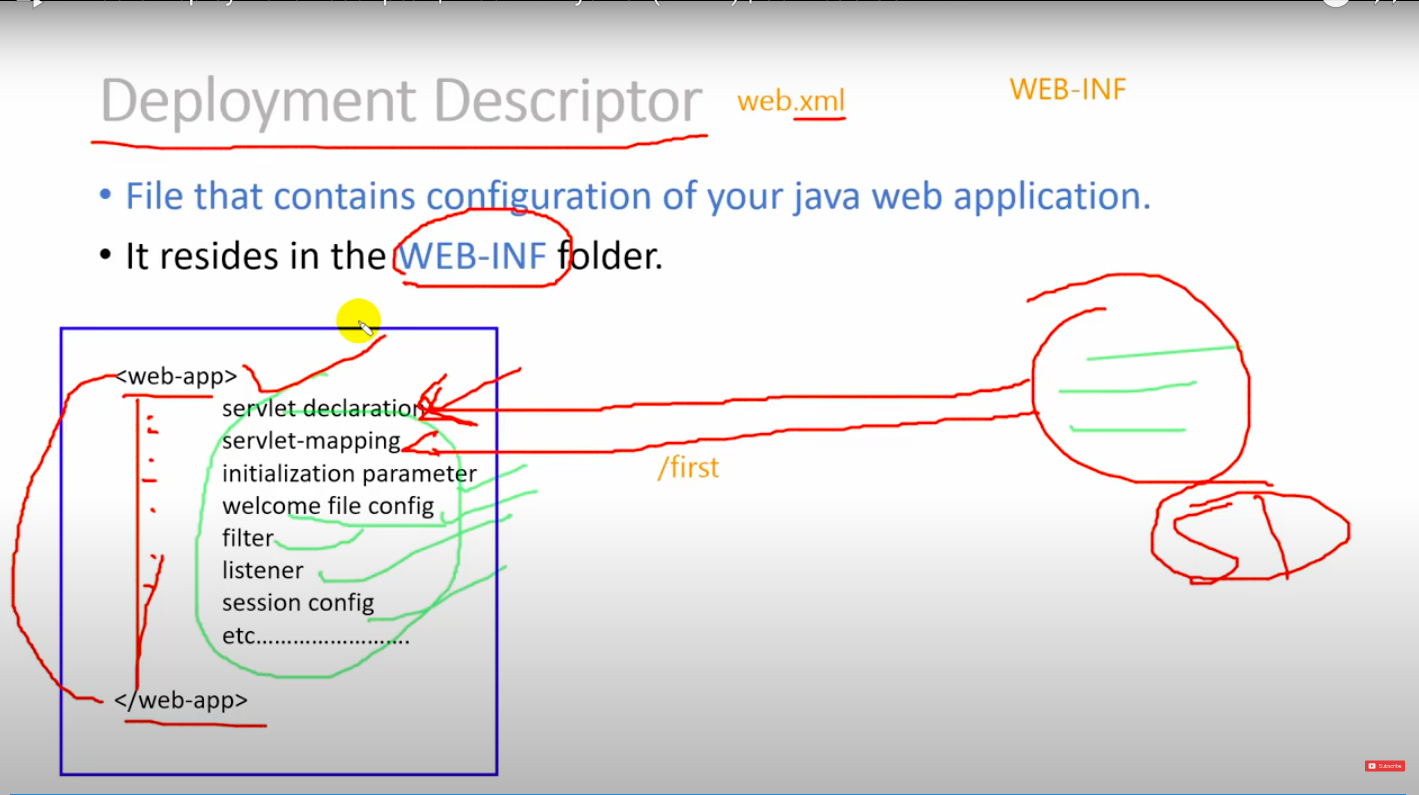 Deployment Descriptor
web.xml
WEB-INF
• File that contains configuration of your java web application.
• It resides in the WEB-INF folder.
<web-app>
servlet declaration
servlet-mapping
/first
initialization parameter
welcome file config
filter
listener
session config
etc........................
</web-app>
Subscribe